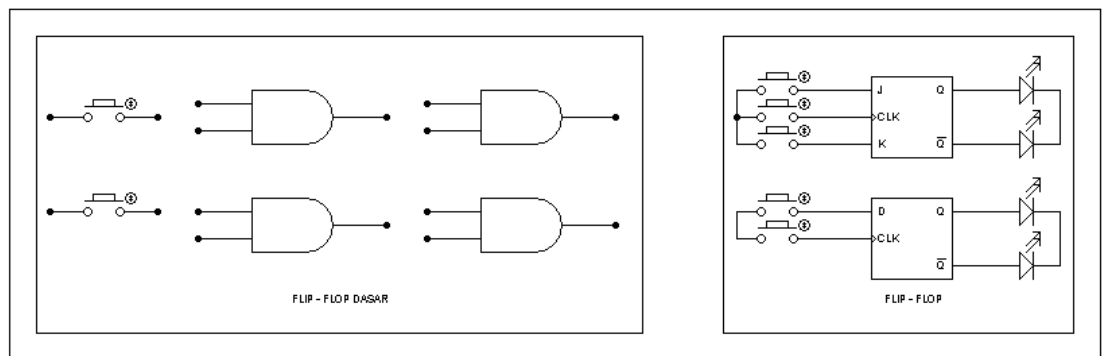 J Q
CLK
K Q
D Q
CLK
Q
FLIP - FLOP DASAR
FLIP - FLOP